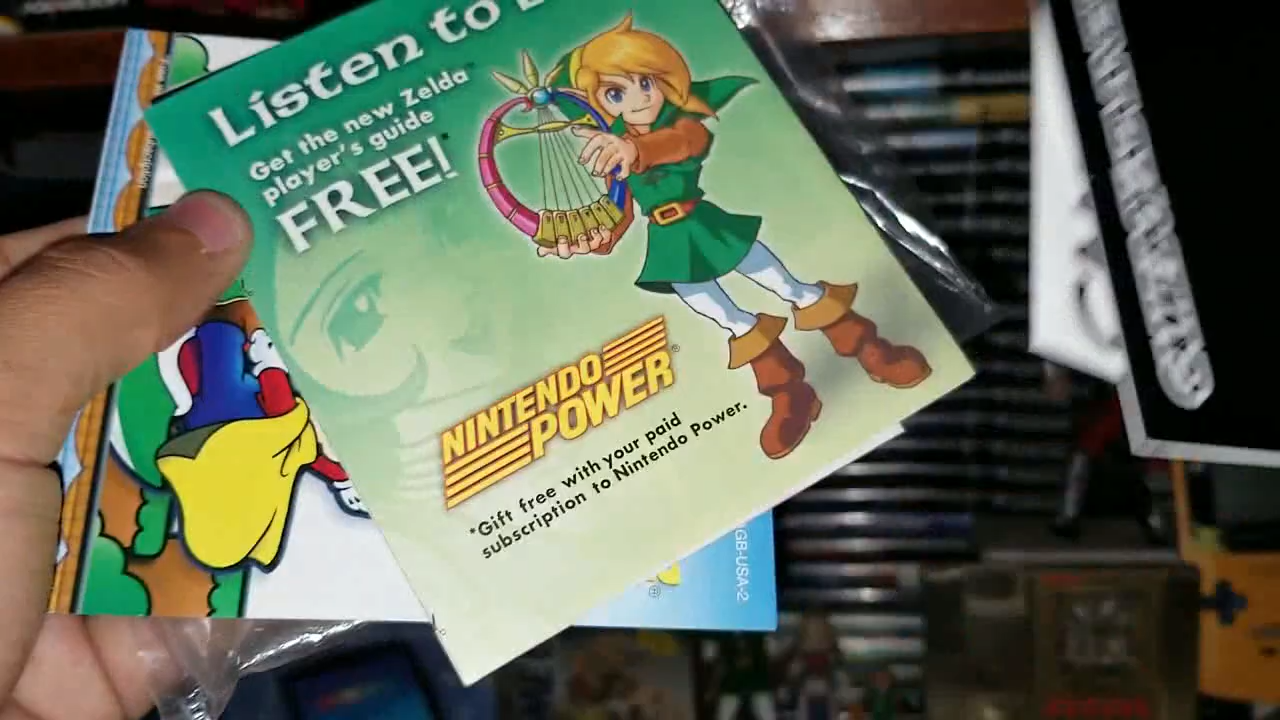 Listen to
Get the new Zelda™
player's guide
FREE!*
NINTENDO
POWER®
*Gift free with your paid
subscription to Nintendo Power.
GB-USA-2